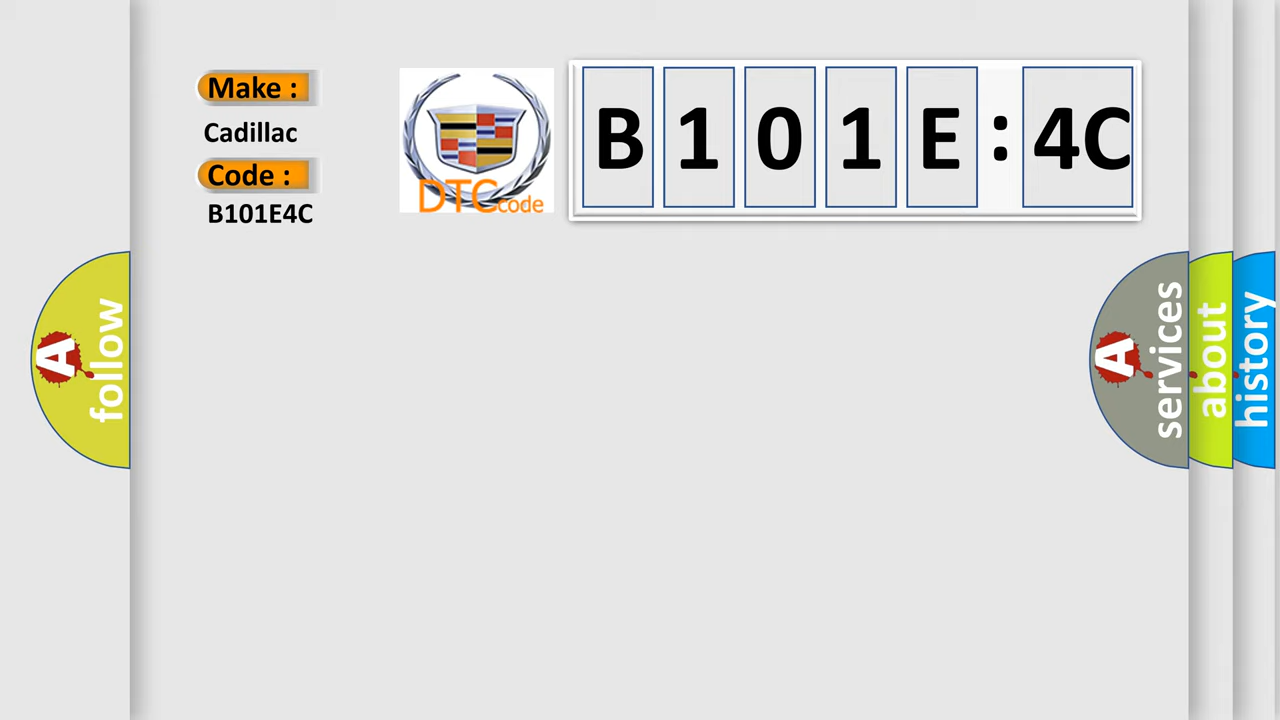 Make :
Cadillac
Code :
B101E4C
DTCcode
B 1 0 1 E : 4C
A follow
A services
about
history